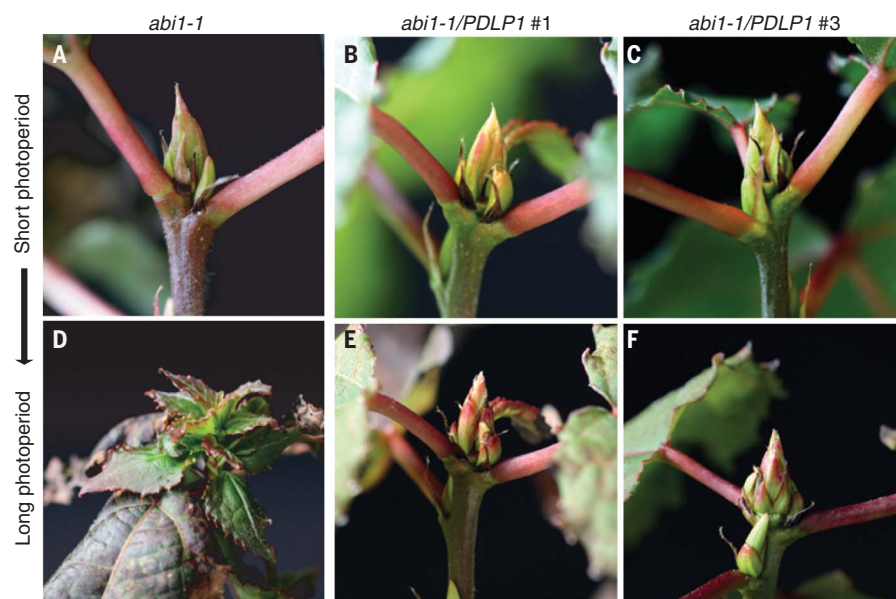 abi1-1
abi1-1/PDLP1 #1
abi1-1/PDLP1 #3
A
B
C
Short photoperiod
D
E
F
Long photoperiod